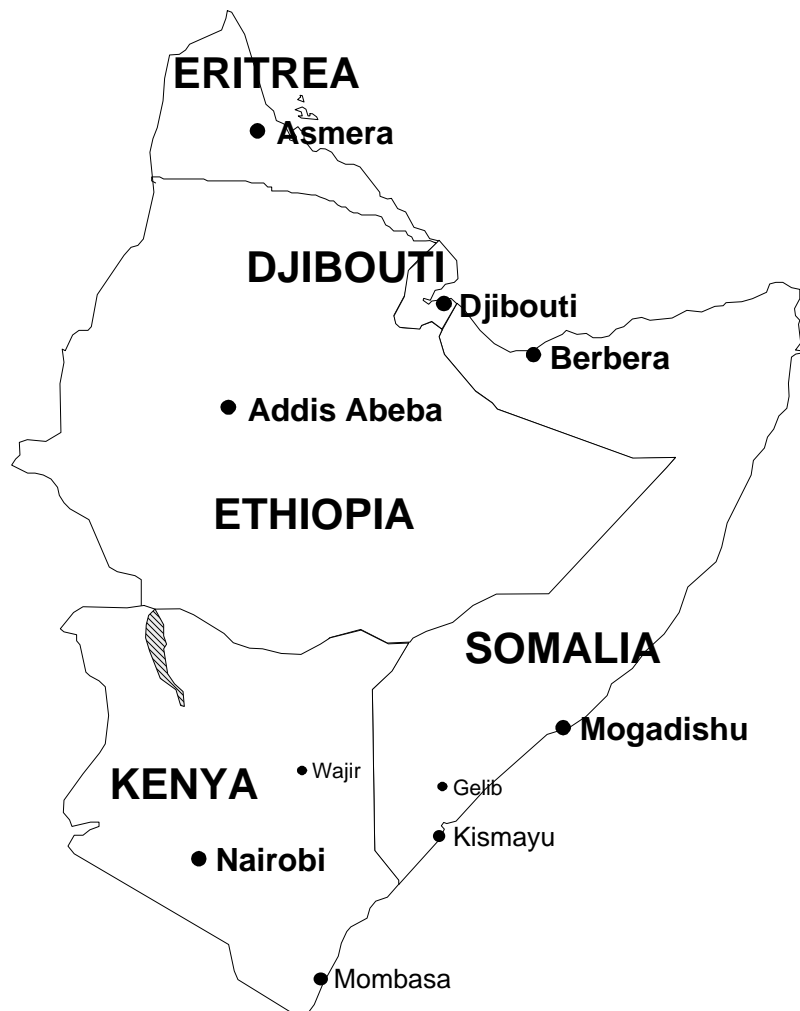 ERITREA
Asmera
DJIBOUTI
Djibouti
Berbera
Addis Abeba
ETHIOPIA
SOMALIA
Mogadishu
Wajir
KENYA
Gelib
Kismayu
Nairobi
Mombasa